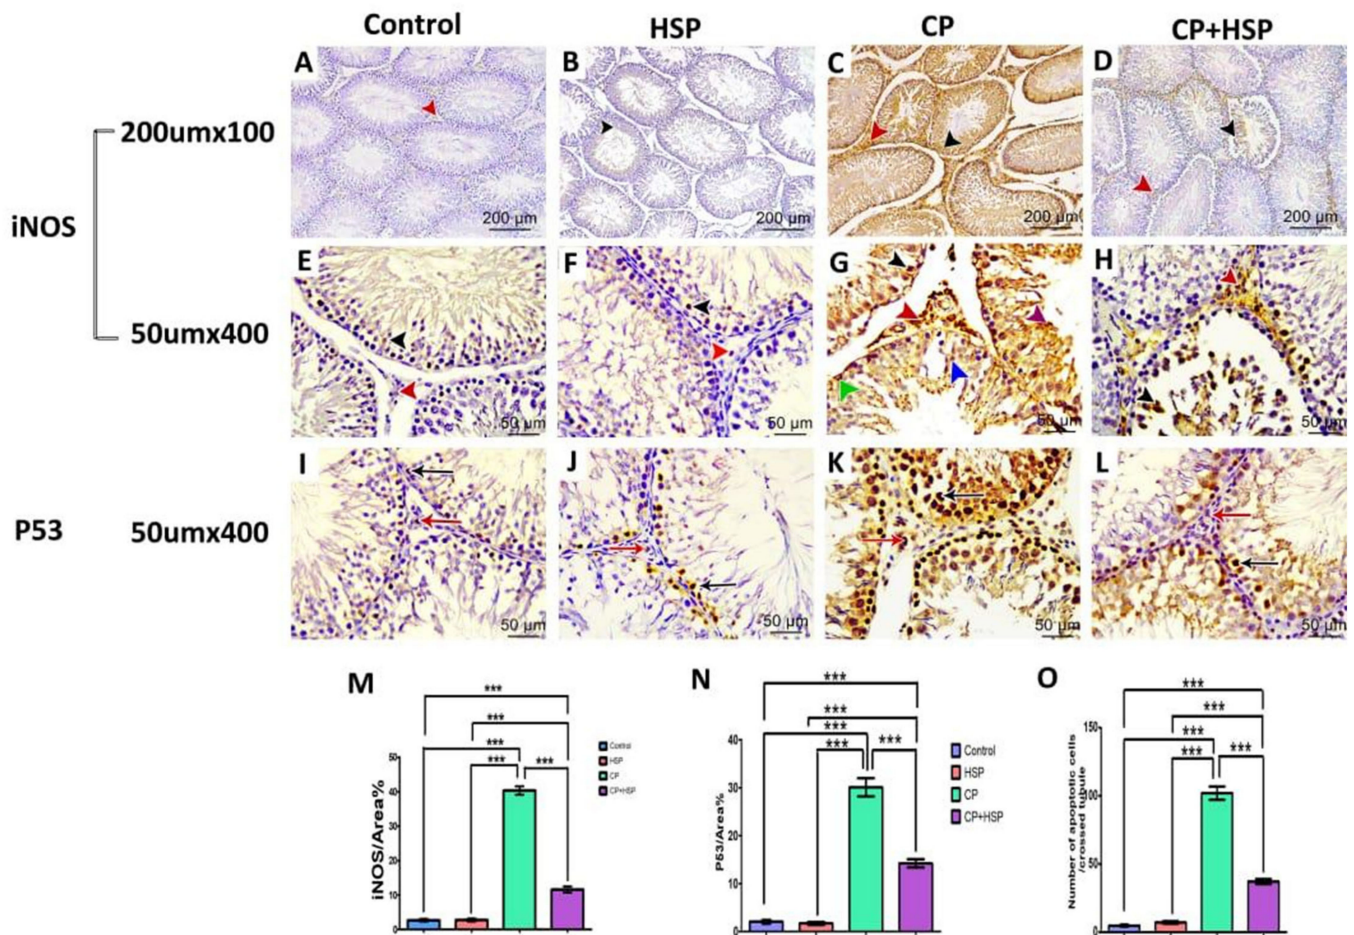 Control HSP CP CP+HSP
A B C D
200umx100
200 µm 200 µm 200 µm 200 µm
iNOS
E F G H
50umx400
50 µm 50 µm 50 µm 50 µm
I J K L
P53 50umx400
50 µm 50 µm 50 µm 50 µm
M
***
***
***
*** ***
iNOS/Area%
50
40
30
20
10
0
Control
HSP
CP
CP+HSP
N
***
***
***
*** ***
P53/Area%
40
30
20
10
0
Control
HSP
CP
CP+HSP
O
***
***
***
*** ***
Number of apoptotic cells
/crossed tubule
150
100
50
0